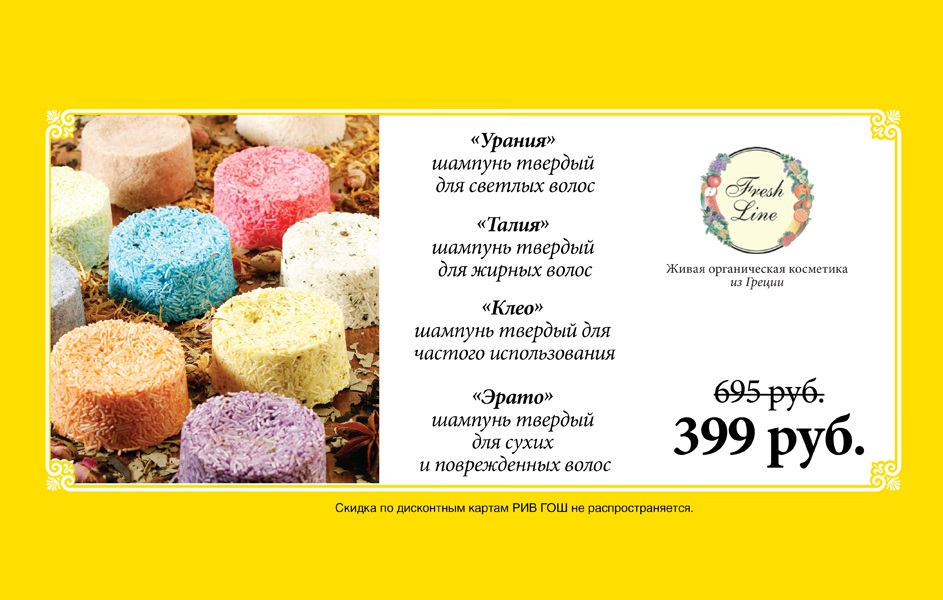 «Урания»
шампунь твердый
для светлых волос
«Талия»
шампунь твердый
для жирных волос
«Клео»
шампунь твердый для
частого использования
«Эрато»
шампунь твердый
для сухих
и поврежденных волос
Fresh
Line
Живая органическая косметика
из Греции
695 руб.
399 руб.
Скидка по дисконтным картам РИВ ГОШ не распространяется.